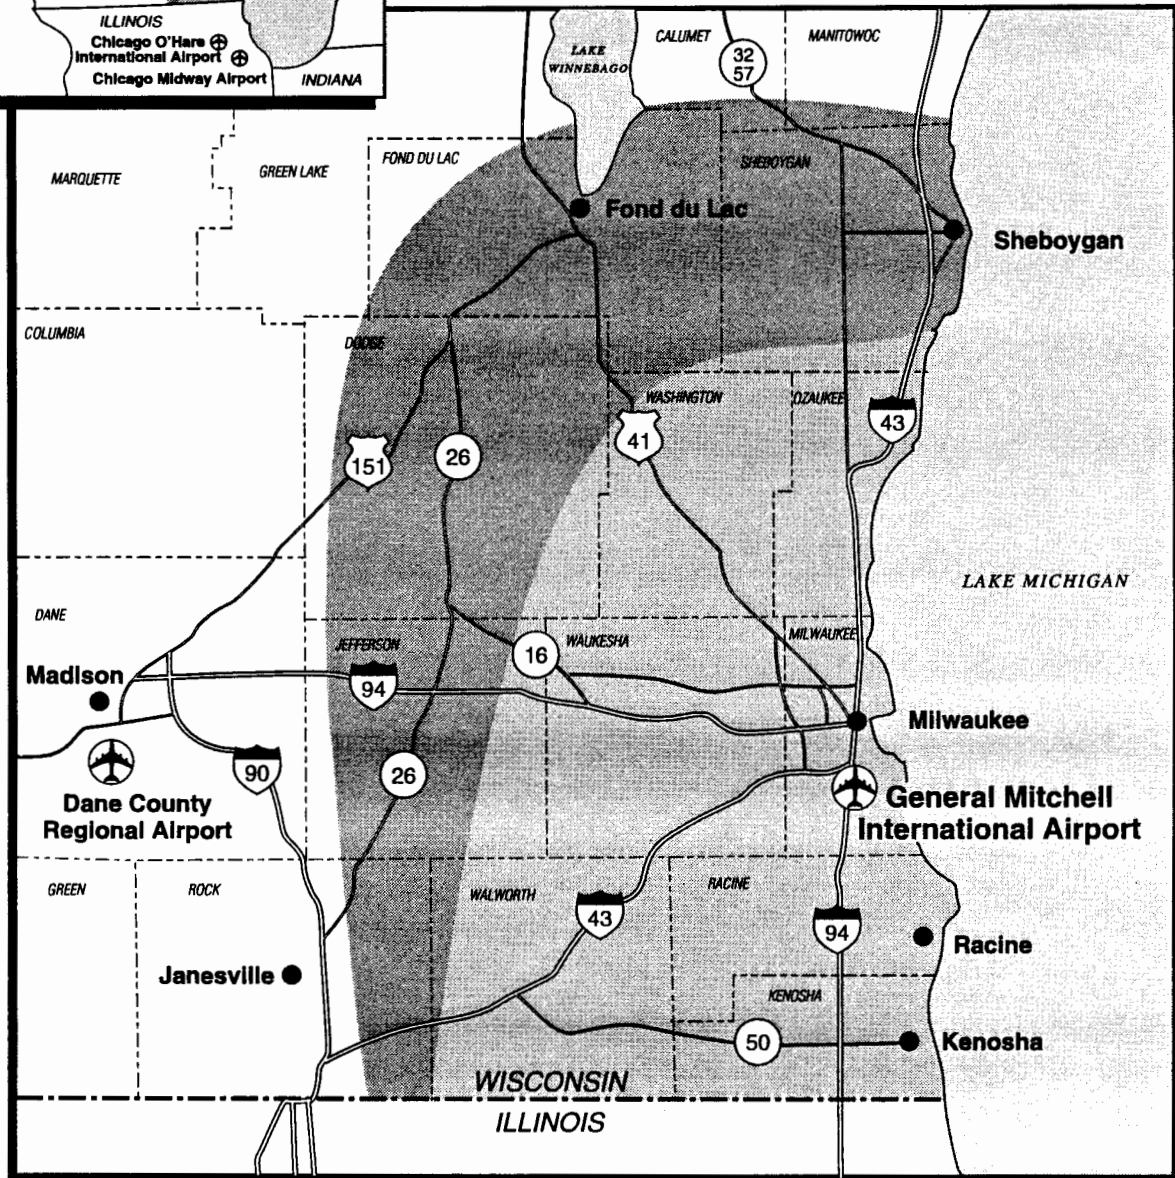 ILLINOIS
Chicago O'Hare
International Airport
Chicago Midway Airport
INDIANA
LAKE
WINNEBAGO
CALUMET
32
57
MANITOWOC
MARQUETTE
GREEN LAKE
FOND DU LAC
SHEBOYGAN
Fond du Lac
Sheboygan
COLUMBIA
DODGE
WASHINGTON
OZAUKEE
43
41
151
26
LAKE MICHIGAN
DANE
JEFFERSON
16
WAUKESHA
MILWAUKEE
Madison
94
Milwaukee
90
26
Dane County
Regional Airport
General Mitchell
International Airport
GREEN
ROCK
WALWORTH
RACINE
43
94
Racine
Janesville
KENOSHA
50
Kenosha
WISCONSIN
ILLINOIS